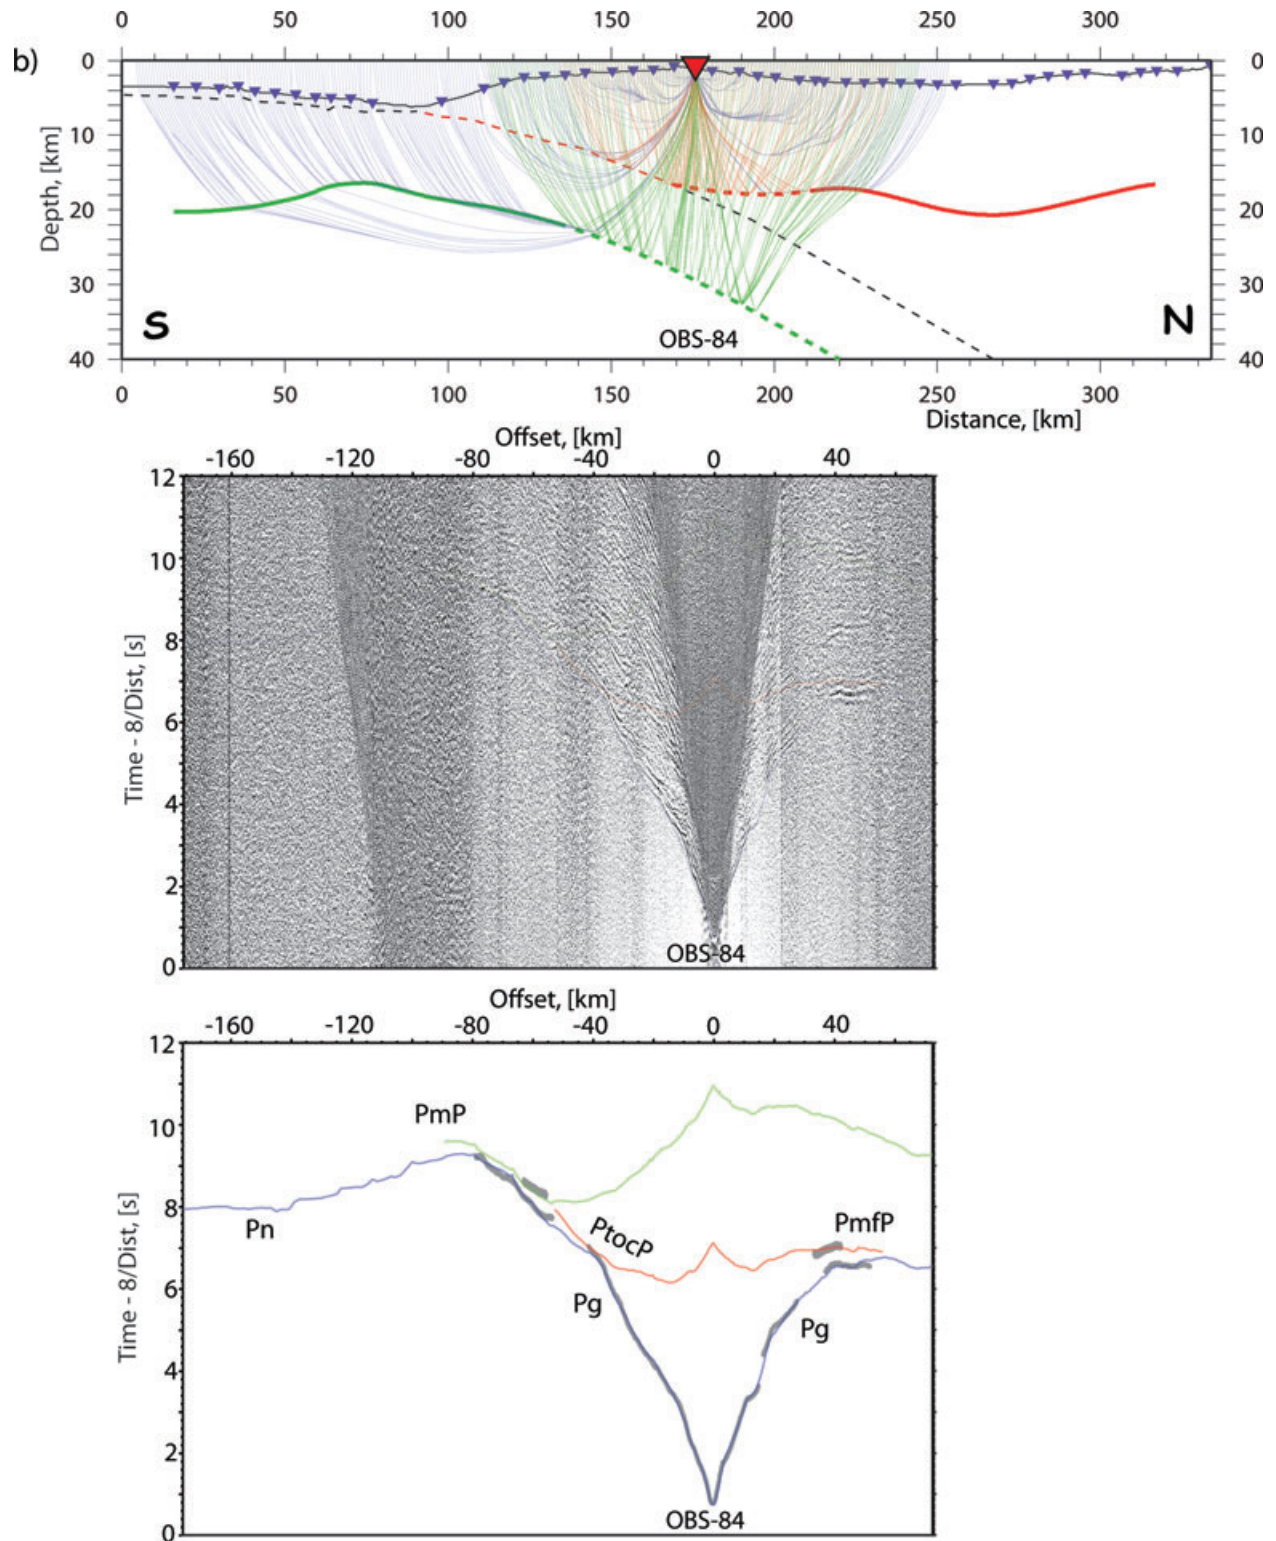 0 50 100 150 200 250 300
b)
0 0
10 10
20 20
30 30
40 40
Depth, [km]
S N
OBS-84
0 50 100 150 200 250 300
Distance, [km]
Offset, [km]
-160 -120 -80 -40 0 40
12
10
8
6
4
2
0
Time - 8/Dist, [s]
OBS-84
Offset, [km]
-160 -120 -80 -40 0 40
12
10
8
6
4
2
0
Time - 8/Dist, [s]
PmP
Pn
PtocP
PmfP
Pg
Pg
OBS-84